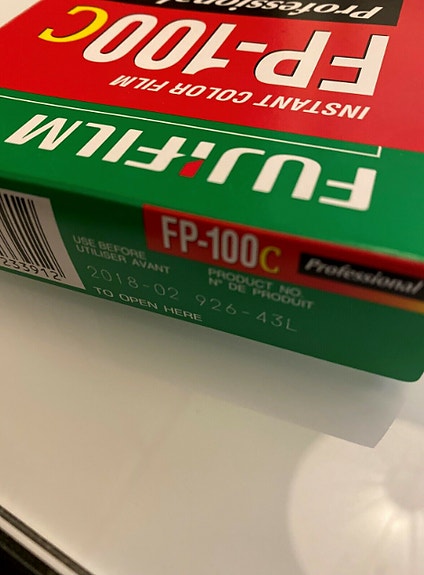 Professional
FP-100C
INSTANT COLOR FILM
FUJIFILM
FP-100C
Professional
USE BEFORE
UTILISER AVANT
2018-02
PRODUCT NO.
N° DE PRODUIT
926-43L
TO OPEN HERE
233912